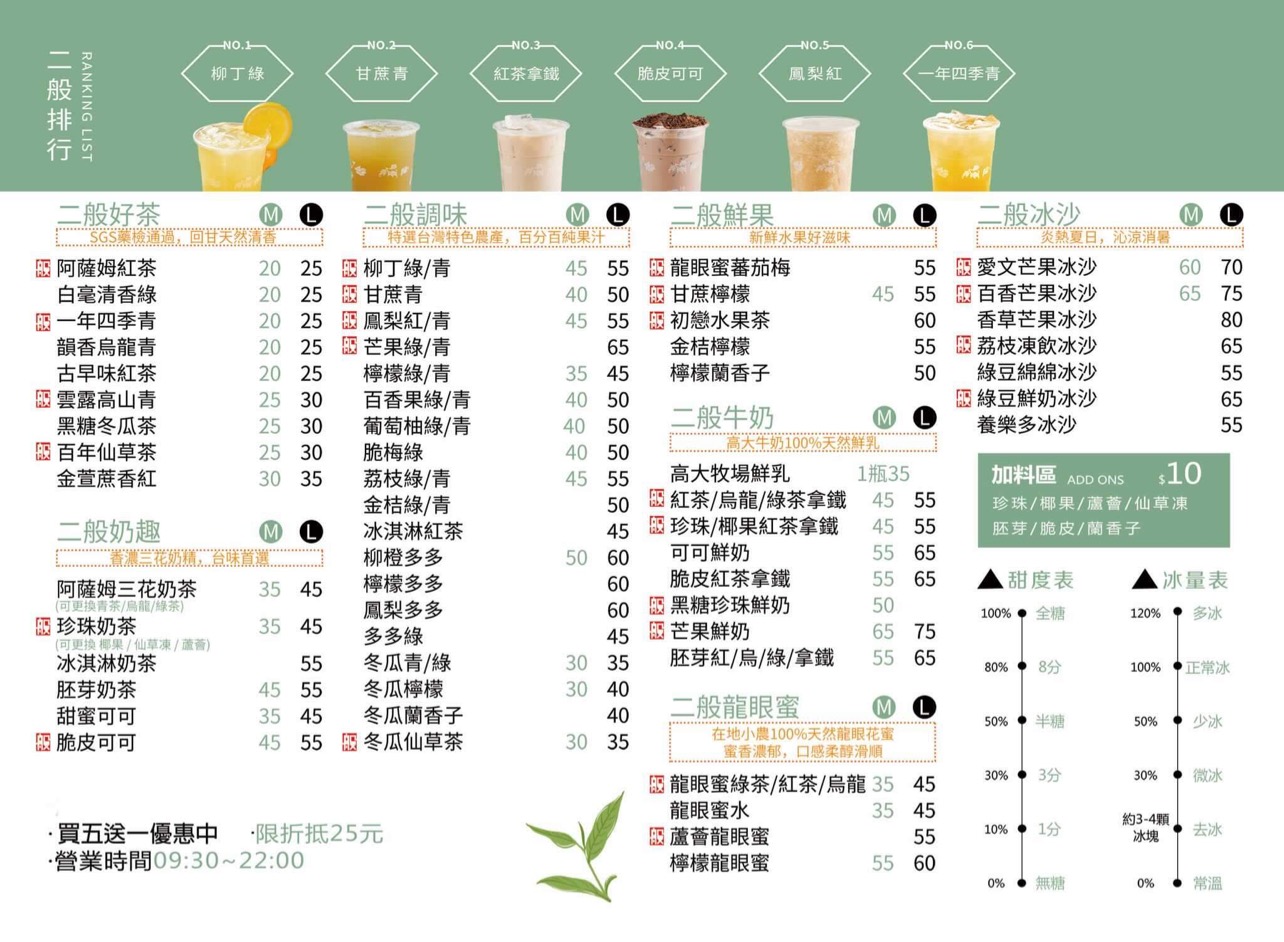 二般排行
RANKING LIST
NO.1
柳丁綠
NO.2
甘蔗青
NO.3
紅茶拿鐵
NO.4
脆皮可可
NO.5
鳳梨紅
NO.6
一年四季青
二般好茶 M L
SGS藥檢通過，回甘天然清香
般 阿薩姆紅茶 20 25
白毫清香綠 20 25
般 一年四季青 20 25
韻香烏龍青 20 25
古早味紅茶 20 25
般 雲露高山青 25 30
黑糖冬瓜茶 25 30
般 百年仙草茶 25 30
金萱蔗香紅 30 35
二般奶趣 M L
香濃三花奶精，台味首選
阿薩姆三花奶茶 35 45
(可更換青茶/烏龍/綠茶)
般 珍珠奶茶 35 45
(可更換 椰果 / 仙草凍 / 蘆薈)
冰淇淋奶茶 55
胚芽奶茶 45 55
甜蜜可可 35 45
般 脆皮可可 45 55
二般調味 M L
特選台灣特色農產，百分百純果汁
般 柳丁綠/青 45 55
般 甘蔗青 40 50
般 鳳梨紅/青 45 55
般 芒果綠/青 65
檸檬綠/青 35 45
百香果綠/青 40 50
葡萄柚綠/青 40 50
脆梅綠 40 50
荔枝綠/青 45 55
金桔綠/青 50
冰淇淋紅茶 45
柳橙多多 50 60
檸檬多多 60
鳳梨多多 60
多多綠 45
冬瓜青/綠 30 35
冬瓜檸檬 30 40
冬瓜蘭香子 40
般 冬瓜仙草茶 30 35
二般鮮果 M L
新鮮水果好滋味
般 龍眼蜜蕃茄梅 55
般 甘蔗檸檬 45 55
般 初戀水果茶 60
金桔檸檬 55
檸檬蘭香子 50
二般牛奶 M L
高大牛奶100%天然鮮乳
高大牧場鮮乳 1瓶35
般 紅茶/烏龍/綠茶拿鐵 45 55
般 珍珠/椰果紅茶拿鐵 45 55
可可鮮奶 55 65
脆皮紅茶拿鐵 55 65
般 黑糖珍珠鮮奶 50
般 芒果鮮奶 65 75
胚芽紅/烏/綠/拿鐵 55 65
二般龍眼蜜 M L
在地小農100%天然龍眼花蜜
蜜香濃郁，口感柔醇滑順
般 龍眼蜜綠茶/紅茶/烏龍 35 45
龍眼蜜水 35 45
般 蘆薈龍眼蜜 55
檸檬龍眼蜜 55 60
二般冰沙 M L
炎熱夏日，沁涼消暑
般 愛文芒果冰沙 60 70
般 百香芒果冰沙 65 75
香草芒果冰沙 80
般 荔枝凍飲冰沙 65
綠豆綿綿冰沙 55
般 綠豆鮮奶冰沙 65
養樂多冰沙 55
加料區 ADD ONS $10
珍珠/椰果/蘆薈/仙草凍
胚芽/脆皮/蘭香子
▲甜度表
100% 全糖
80% 8分
50% 半糖
30% 3分
10% 1分
0% 無糖
▲冰量表
120% 多冰
100% 正常冰
50% 少冰
30% 微冰
約3-4顆
冰塊 去冰
0% 常溫
·買五送一優惠中 ·限折抵25元
·營業時間09:30~22:00